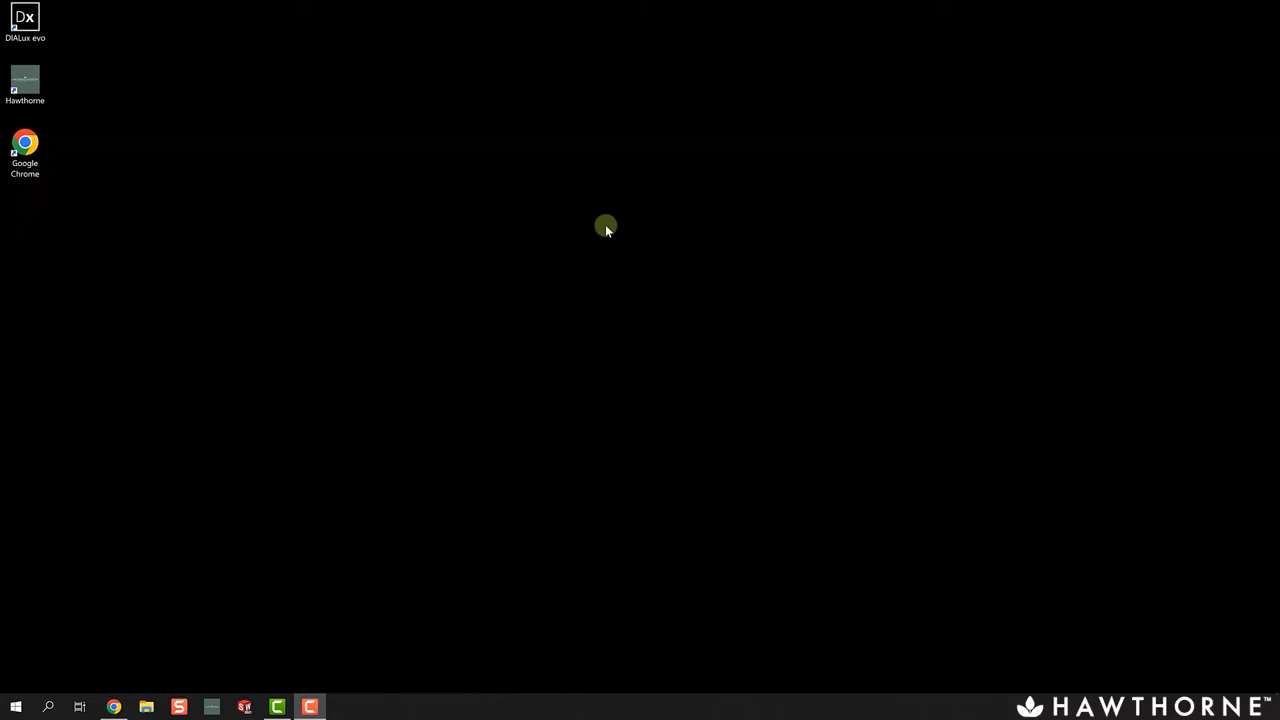 Dx
DIALux evo
Hawthorne
Google
Chrome
S
C
C
HAWTHORNE™